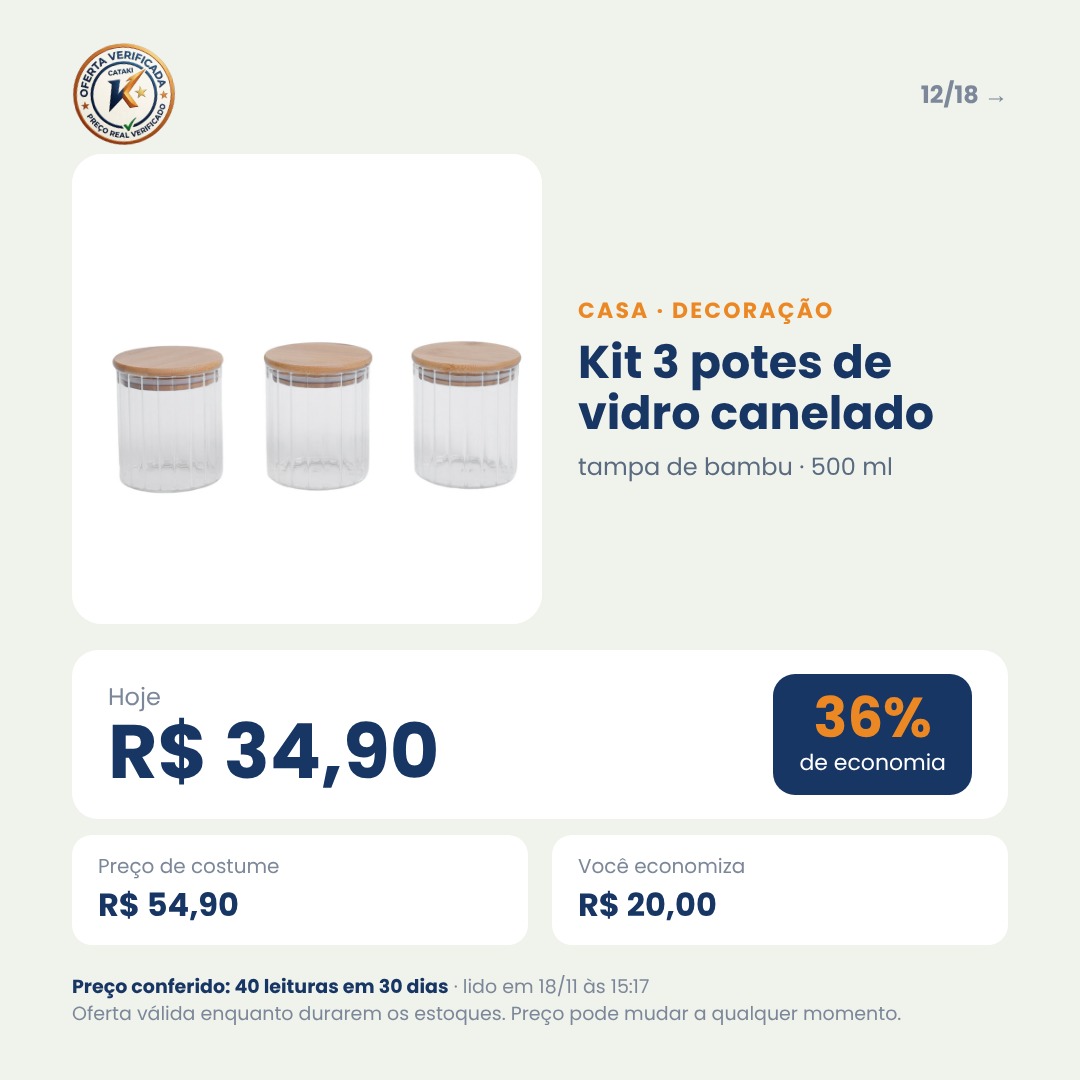 OFERTA VERIFICADA
CATAKI
K
PREÇO REAL VERIFICADO
12/18 →
CASA · DECORAÇÃO
Kit 3 potes de
vidro canelado
tampa de bambu · 500 ml
Hoje
R$ 34,90
36%
de economia
Preço de costume
R$ 54,90
Você economiza
R$ 20,00
Preço conferido: 40 leituras em 30 dias · lido em 18/11 às 15:17
Oferta válida enquanto durarem os estoques. Preço pode mudar a qualquer momento.